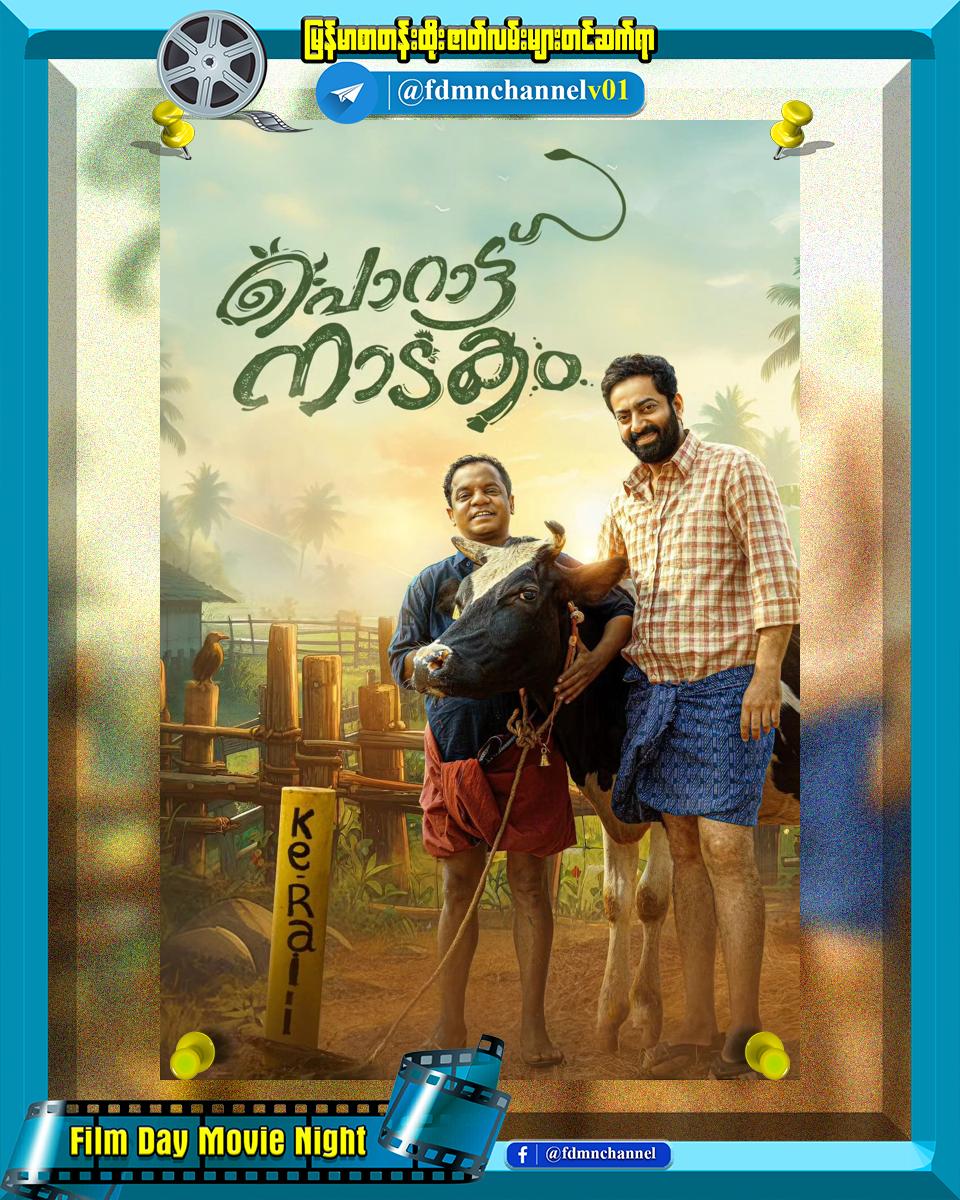 မြန်မာစာတန်းထိုးဇာတ်လမ်းများတင်ဆက်ရာ
@fdmnchannelv01
പൊറാട്ട്
നാടകം
Ke-Rail
Film Day Movie Night
f @fdmnchannel